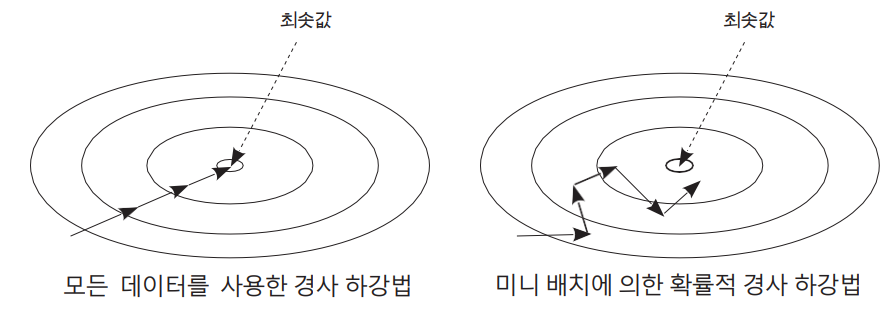 최솟값
최솟값
모든 데이터를 사용한 경사 하강법
미니 배치에 의한 확률적 경사 하강법